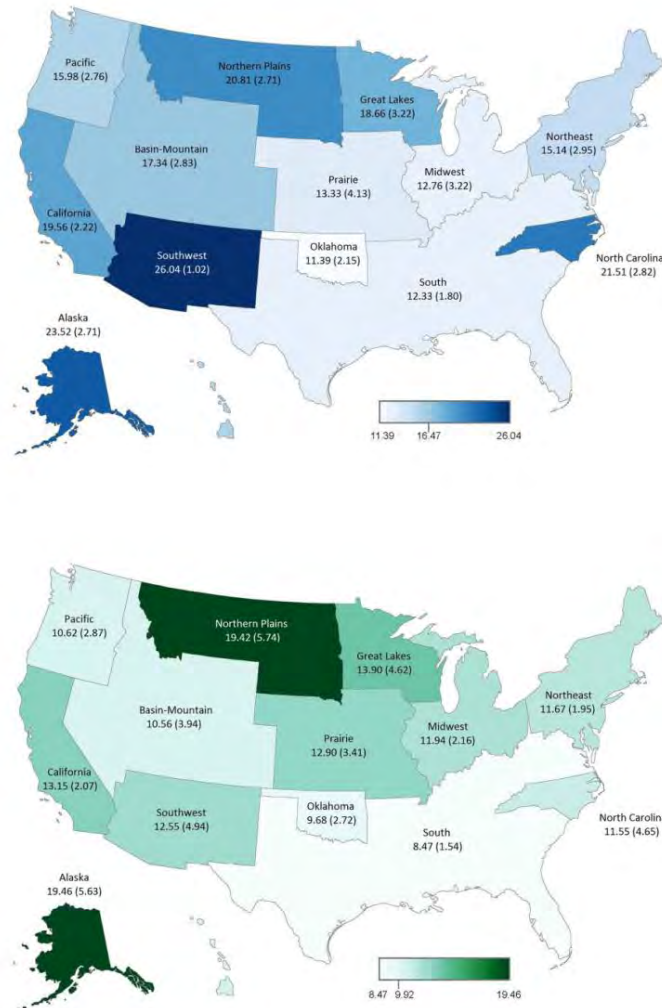 Pacific
15.98 (2.76)
Northern Plains
20.81 (2.71)
Great Lakes
18.66 (3.22)
Northeast
15.14 (2.95)
Basin-Mountain
17.34 (2.83)
Prairie
13.33 (4.13)
Midwest
12.76 (3.22)
California
19.56 (2.22)
Southwest
26.04 (1.02)
Oklahoma
11.39 (2.15)
North Carolina
21.51 (2.82)
South
12.33 (1.80)
Alaska
23.52 (2.71)
11.39 16.47 26.04
Pacific
10.62 (2.87)
Northern Plains
19.42 (5.74)
Great Lakes
13.90 (4.62)
Northeast
11.67 (1.95)
Basin-Mountain
10.56 (3.94)
Prairie
12.90 (3.41)
Midwest
11.94 (2.16)
California
13.15 (2.07)
Southwest
12.55 (4.94)
Oklahoma
9.68 (2.72)
North Carolina
11.55 (4.65)
South
8.47 (1.54)
Alaska
19.46 (5.63)
8.47 9.92 19.46